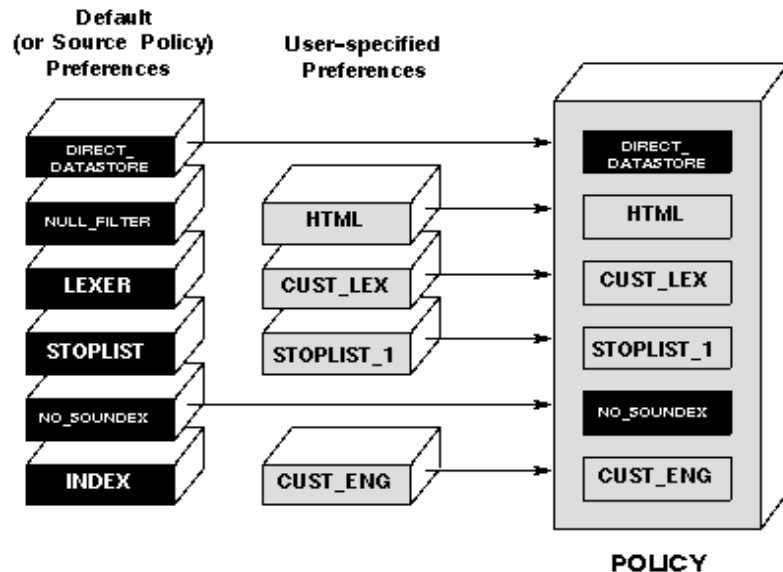 Default
(or Source Policy)
Preferences
User-specified
Preferences
DIRECT_
DATASTORE
NULL_FILTER
LEXER
STOPLIST
NO_SOUNDEX
INDEX
HTML
CUST_LEX
STOPLIST_1
CUST_ENG
DIRECT_
DATASTORE
HTML
CUST_LEX
STOPLIST_1
NO_SOUNDEX
CUST_ENG
POLICY